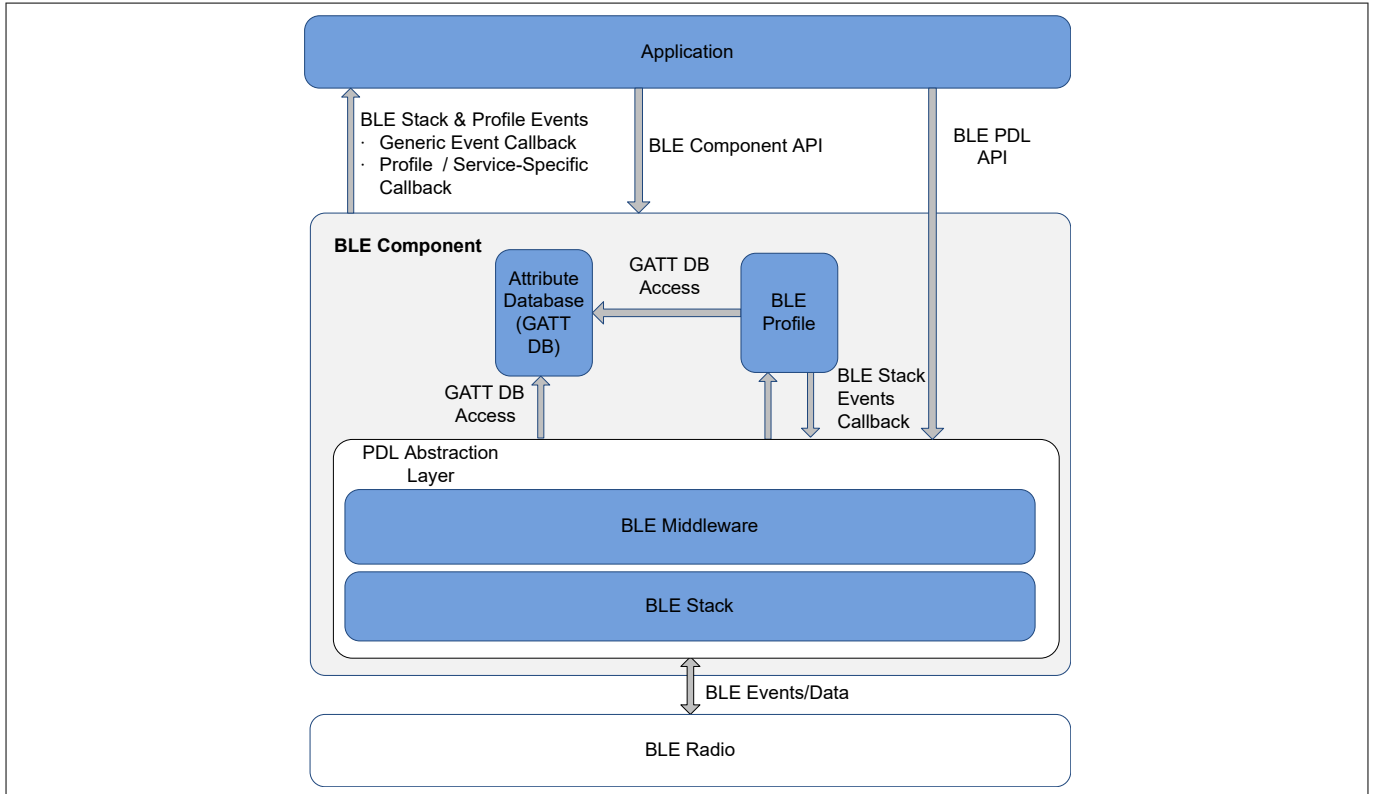 Application
BLE Stack & Profile Events
· Generic Event Callback
· Profile / Service-Specific
Callback
BLE Component API
BLE PDL
API
BLE Component
Attribute
Database
(GATT
DB)
GATT DB
Access
BLE
Profile
GATT DB
Access
BLE Stack
Events
Callback
PDL Abstraction
Layer
BLE Middleware
BLE Stack
BLE Events/Data
BLE Radio